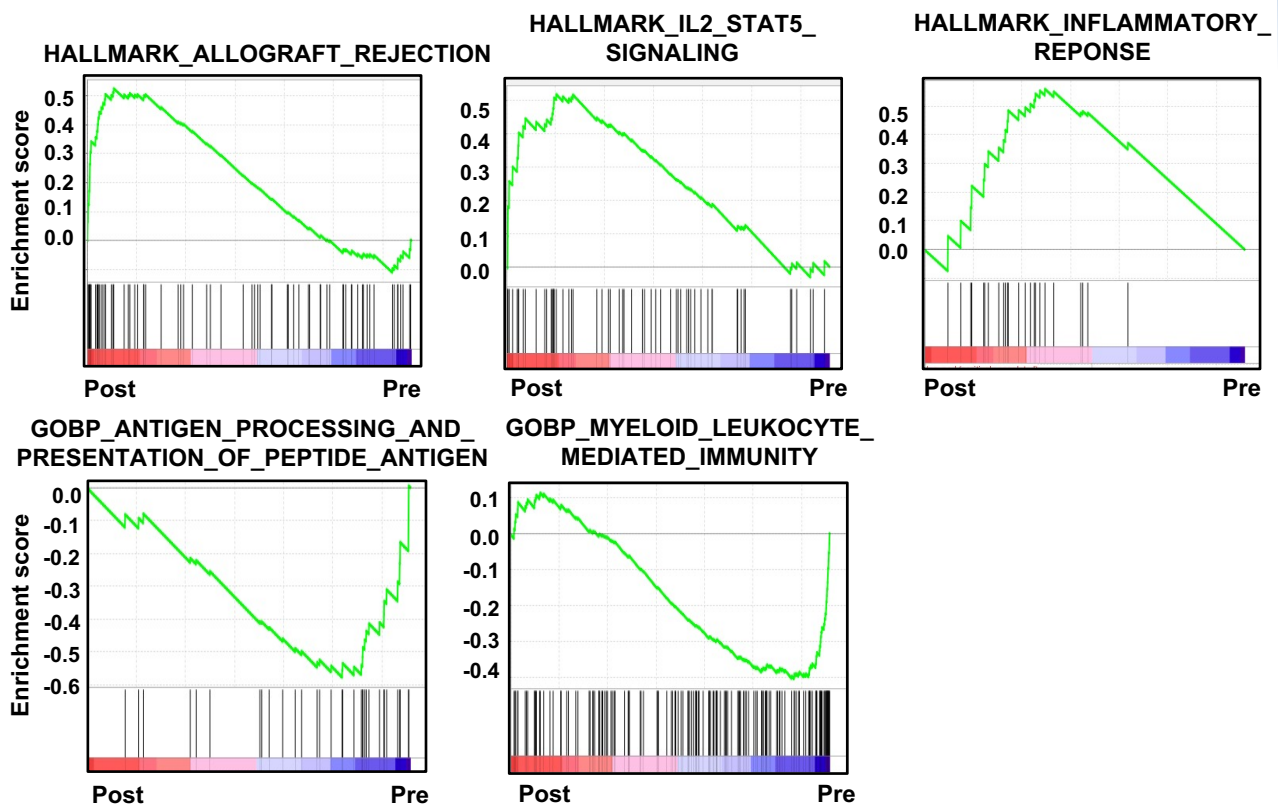 HALLMARK_ALLOGRAFT_REJECTION
Enrichment score
0.5
0.4
0.3
0.2
0.1
0.0
Post Pre
HALLMARK_IL2_STAT5_
SIGNALING
0.5
0.4
0.3
0.2
0.1
0.0
Post Pre
HALLMARK_INFLAMMATORY_
REPONSE
0.5
0.4
0.3
0.2
0.1
0.0
Post Pre
GOBP_ANTIGEN_PROCESSING_AND_
PRESENTATION_OF_PEPTIDE_ANTIGEN
Enrichment score
0.0
-0.1
-0.2
-0.3
-0.4
-0.5
-0.6
Post Pre
GOBP_MYELOID_LEUKOCYTE_
MEDIATED_IMMUNITY
0.1
0.0
-0.1
-0.2
-0.3
-0.4
Post Pre